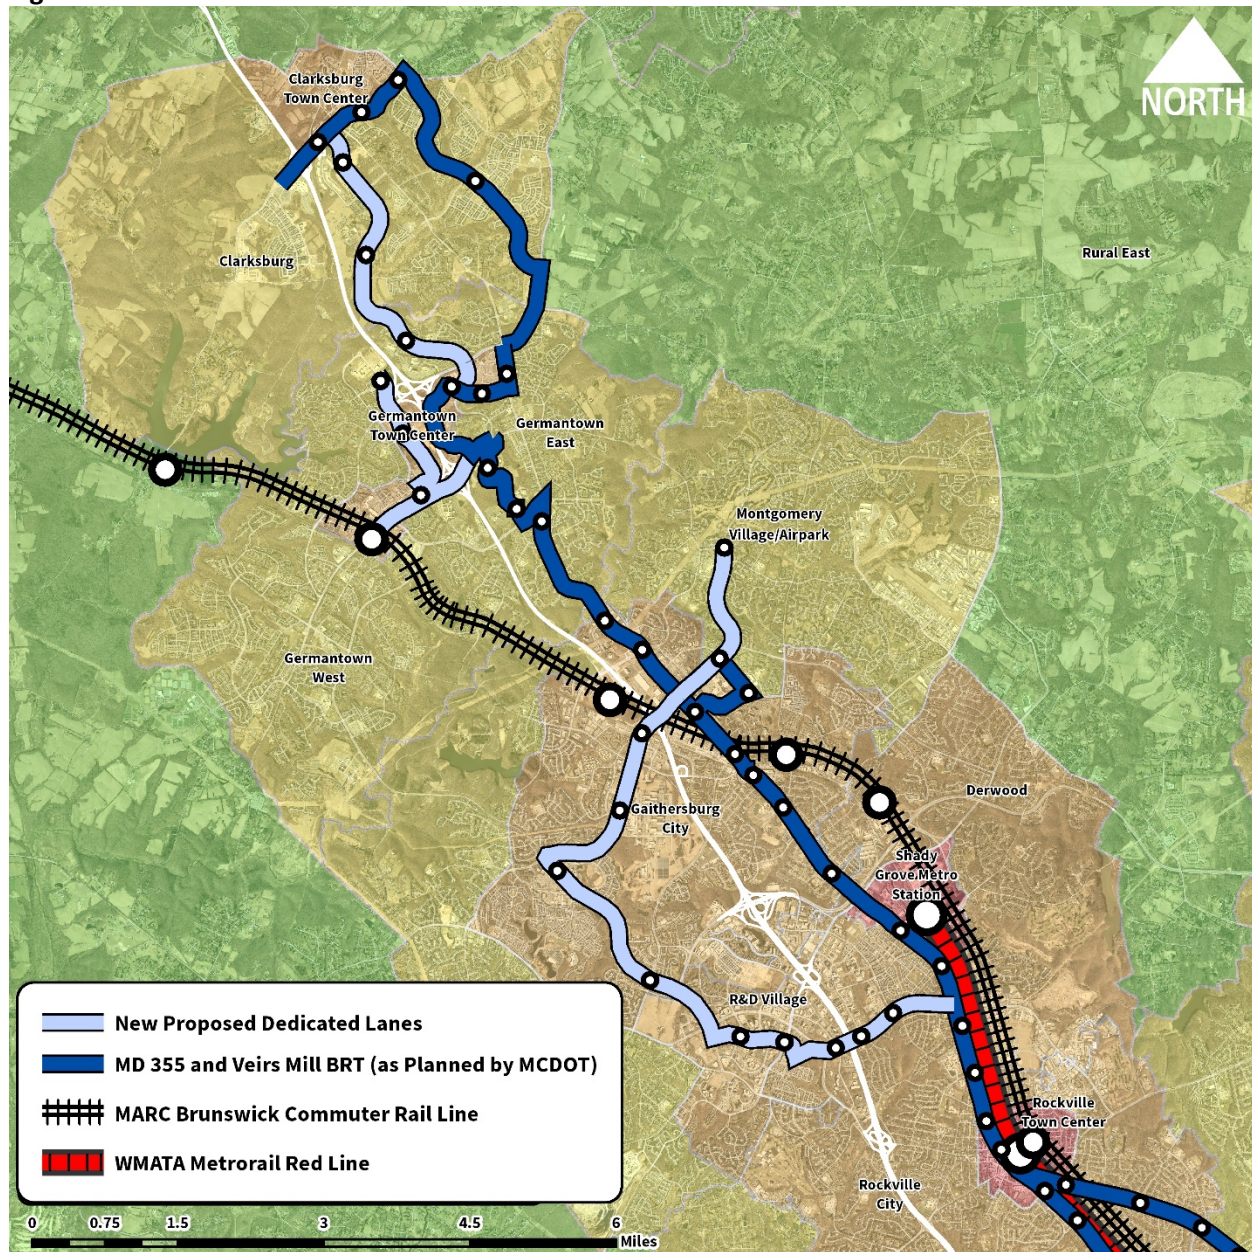 Clarksburg
Town Center
NORTH
Clarksburg
Rural East
Germantown
Town Center
Germantown
East
Montgomery
Village/Airpark
Germantown
West
Derwood
Gaithersburg
City
Shady
Grove Metro
Station
R&D Village
Rockville
Town Center
Rockville
City
New Proposed Dedicated Lanes
MD 355 and Veirs Mill BRT (as Planned by MCDOT)
MARC Brunswick Commuter Rail Line
WMATA Metrorail Red Line
0 0.75 1.5 3 4.5 6
Miles